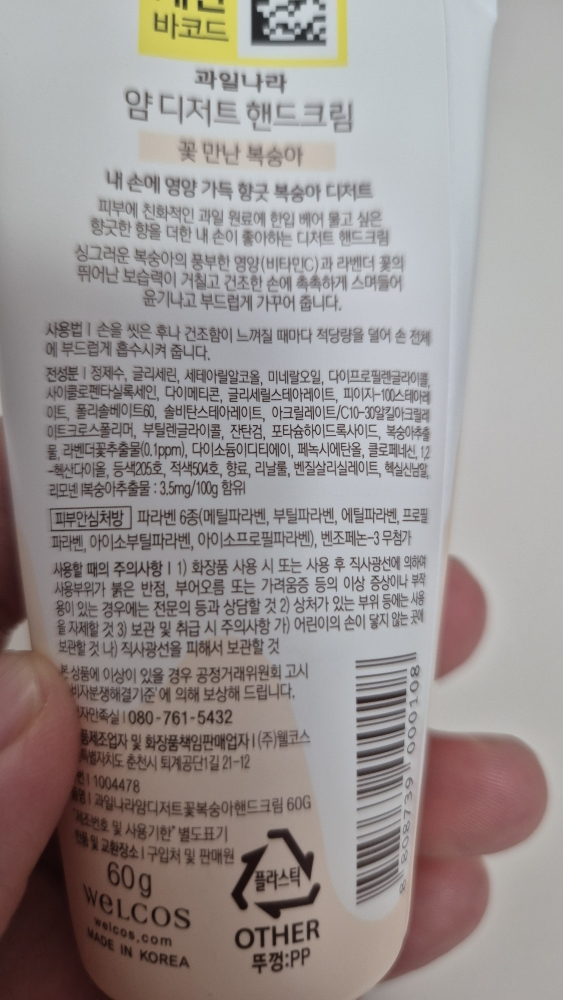 바코드
과일나라
얌 디저트 핸드크림
꽃 만난 복숭아
내 손에 영양 가득 향긋 복숭아 디저트
피부에 친화적인 과일 원료에 한입 베어 물고 싶은
향긋한 향을 더한 내 손이 좋아하는 디저트 핸드크림
싱그러운 복숭아의 풍부한 영양(비타민C)과 라벤더 꽃의
뛰어난 보습력이 거칠고 건조한 손에 촉촉하게 스며들어
윤기나고 부드럽게 가꾸어 줍니다.
사용법 | 손을 씻은 후나 건조함이 느껴질 때마다 적당량을 덜어 손 전체
에 부드럽게 흡수시켜 줍니다.
전성분 | 정제수, 글리세린, 세테아릴알코올, 미네랄오일, 다이프로필렌글라이콜,
사이클로펜타실록세인, 다이메티콘, 글리세릴스테아레이트, 피이지-100스테아레
이트, 폴리솔베이트60, 솔비탄스테아레이트, 아크릴레이트/C10-30알킬아크릴레
이트크로스폴리머, 부틸렌글라이콜, 잔탄검, 포타슘하이드록사이드, 복숭아추출
물, 라벤더꽃추출물(0.1ppm), 다이소듐이디티에이, 페녹시에탄올, 클로페네신, 1,2
-헥산다이올, 등색205호, 적색504호, 향료, 리날룰, 벤질살리실레이트, 헥실신남알,
리모넨 [복숭아추출물 : 3.5mg/100g 함유]
피부안심처방 파라벤 6종(메틸파라벤, 부틸파라벤, 에틸파라벤, 프로필
파라벤, 아이소부틸파라벤, 아이소프로필파라벤), 벤조페논-3 무첨가
사용할 때의 주의사항 | 1) 화장품 사용 시 또는 사용 후 직사광선에 의하여
사용부위가 붉은 반점, 부어오름 또는 가려움증 등의 이상 증상이나 부작
용이 있는 경우에는 전문의 등과 상담할 것 2) 상처가 있는 부위 등에는 사용
을 자제할 것 3) 보관 및 취급 시 주의사항 가) 어린이의 손이 닿지 않는 곳에
보관할 것 나) 직사광선을 피해서 보관할 것
본 상품에 이상이 있을 경우 공정거래위원회 고시
비자분쟁해결기준'에 의해 보상해 드립니다.
자만족실 | 080-761-5432
품제조업자 및 화장품책임판매업자 | (주)웰코스
특별자치도 춘천시 퇴계공단1길 21-12
| 1004478
| 과일나라얌디저트꽃복숭아핸드크림 60G
"제조번호 및 사용기한" 별도표기
및 교환장소 | 구입처 및 판매원
60g
WELCOS
welcos.com
MADE IN KOREA
플라스틱
OTHER
뚜껑:PP
8 808739 000108